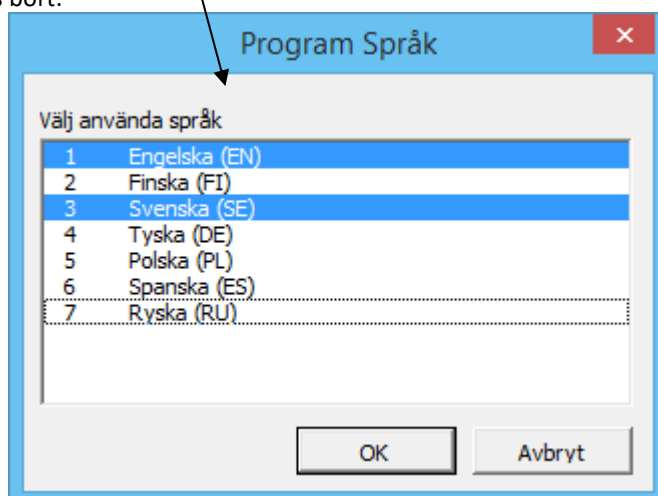 bort.
Program Språk
Välj använda språk
1 Engelska (EN)
2 Finska (FI)
3 Svenska (SE)
4 Tyska (DE)
5 Polska (PL)
6 Spanska (ES)
7 Ryska (RU)
OK Avbryt